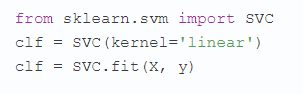 from sklearn.svm import SVC
clf = SVC(kernel='linear')
clf = SVC.fit(X, y)